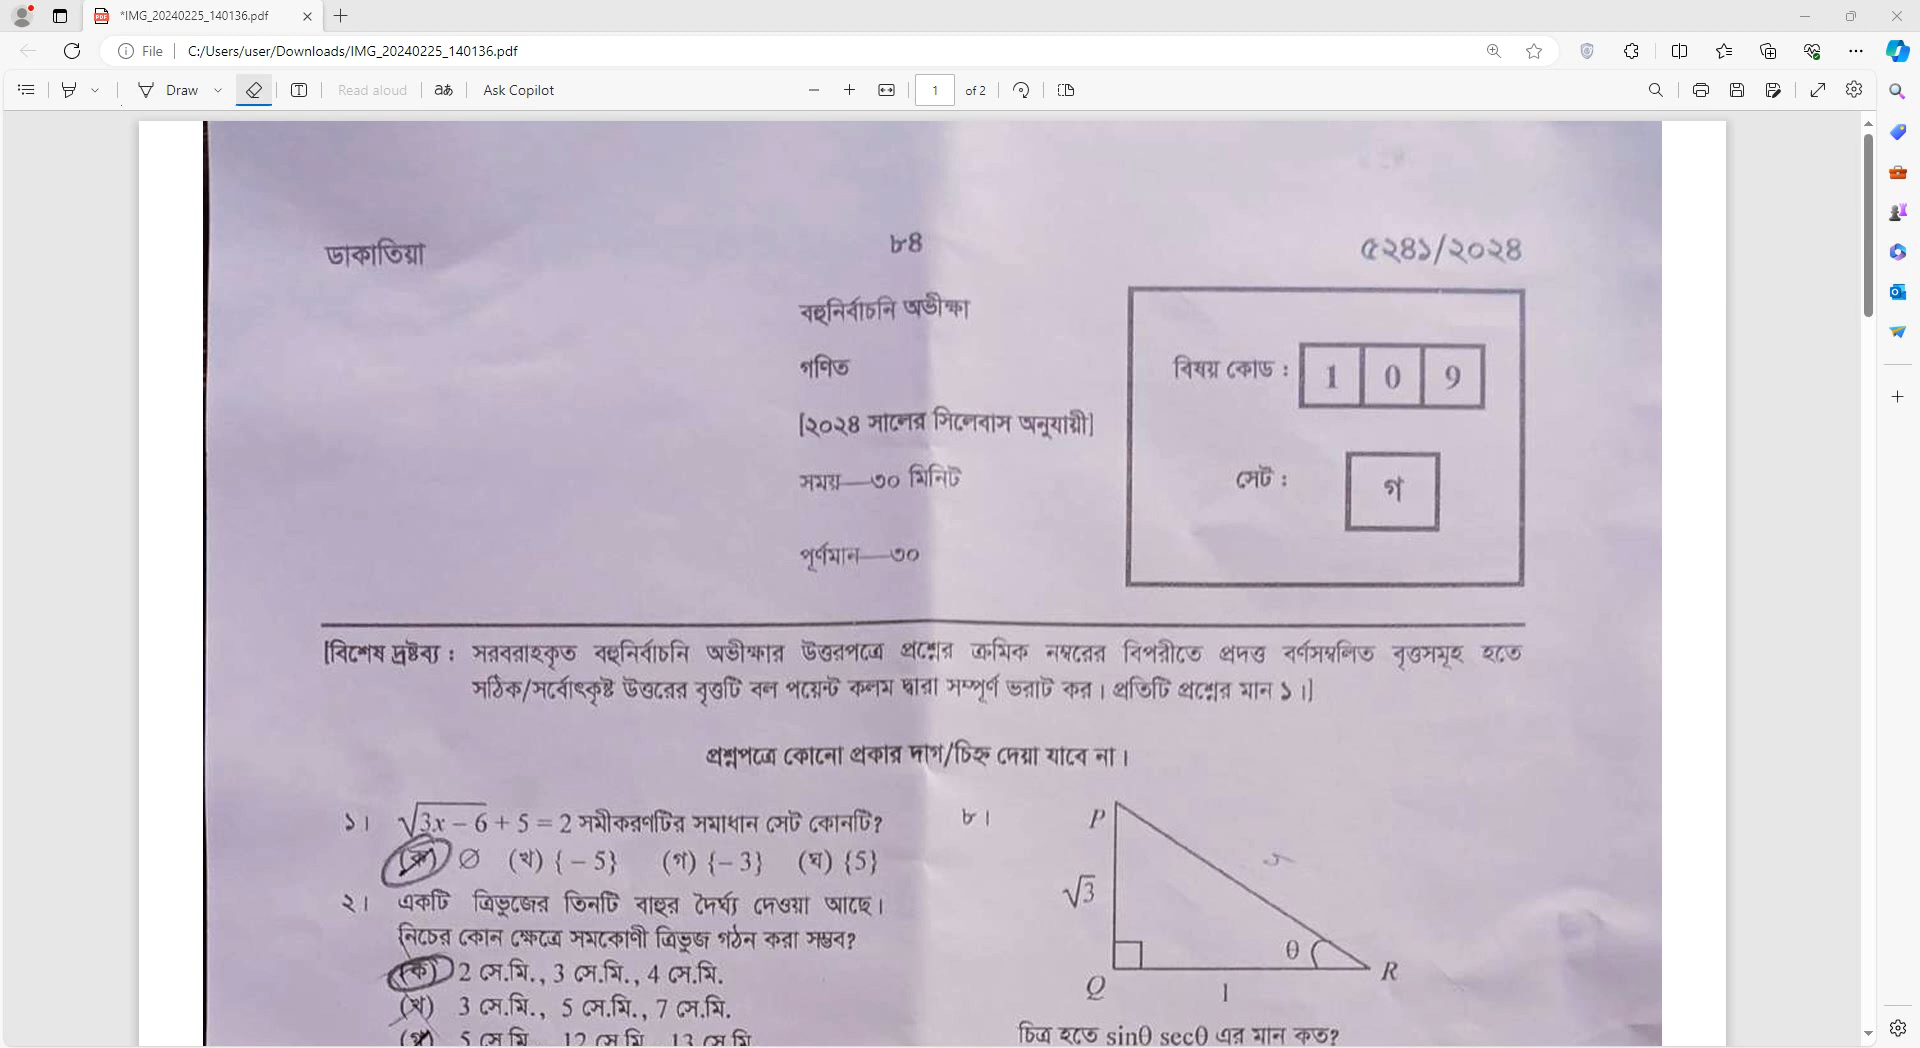 *IMG_20240225_140136.pdf
File C:/Users/user/Downloads/IMG_20240225_140136.pdf
Draw Read aloud aあ Ask Copilot 1 of 2
ডাকাতিয়া ৮৪ ৫২৪১/২০২৪
বহুনির্বাচনি অভীক্ষা
গণিত
বিষয় কোড : 1 0 9
[২০২৪ সালের সিলেবাস অনুযায়ী]
সময়—৩০ মিনিট
সেট : গ
পূর্ণমান—৩০
[বিশেষ দ্রষ্টব্য : সরবরাহকৃত বহুনির্বাচনি অভীক্ষার উত্তরপত্রে প্রশ্নের ক্রমিক নম্বরের বিপরীতে প্রদত্ত বর্ণসম্বলিত বৃত্তসমূহ হতে
সঠিক/সর্বোৎকৃষ্ট উত্তরের বৃত্তটি বল পয়েন্ট কলম দ্বারা সম্পূর্ণ ভরাট কর। প্রতিটি প্রশ্নের মান ১।]
প্রশ্নপত্রে কোনো প্রকার দাগ/চিহ্ন দেয়া যাবে না।
১। √3x – 6 + 5 = 2 সমীকরণটির সমাধান সেট কোনটি?
(ক) ∅ (খ) { – 5} (গ) {– 3} (ঘ) {5}
২। একটি ত্রিভুজের তিনটি বাহুর দৈর্ঘ্য দেওয়া আছে।
নিচের কোন ক্ষেত্রে সমকোণী ত্রিভুজ গঠন করা সম্ভব?
(ক) 2 সে.মি., 3 সে.মি., 4 সে.মি.
(খ) 3 সে.মি., 5 সে.মি., 7 সে.মি.
(গ) 5 সে.মি. 12 সে.মি. 13 সে.মি.
৮।
P
√3
θ
Q
1
R
চিত্র হতে sinθ secθ এর মান কত?